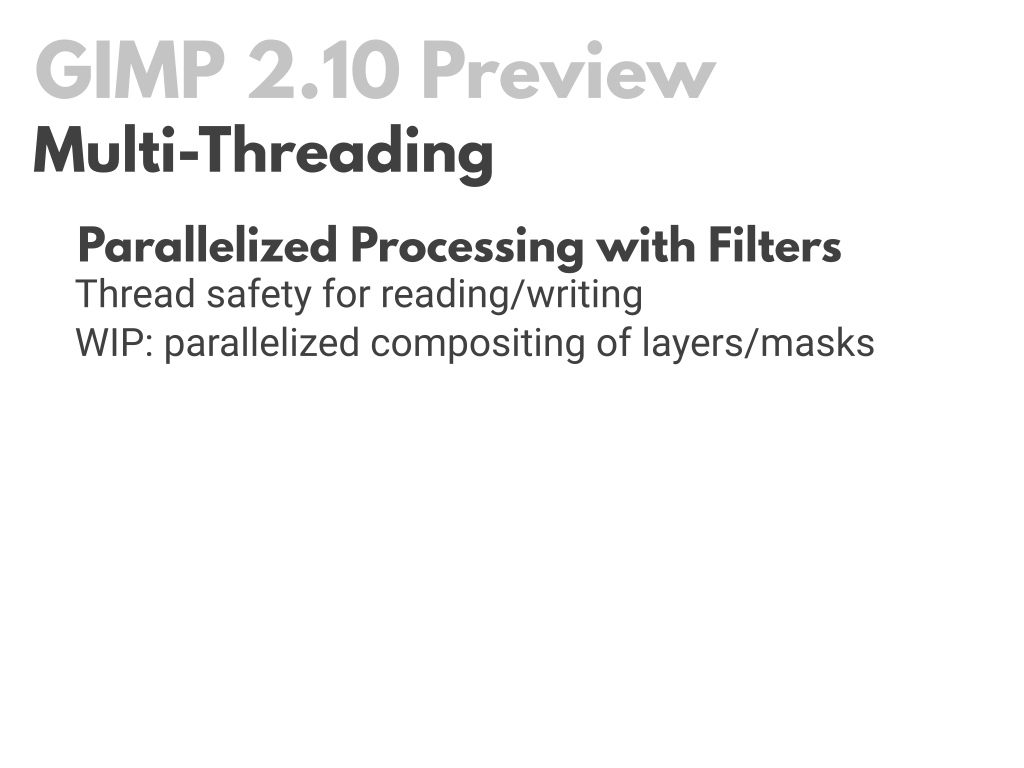 GIMP 2.10 Preview
Multi-Threading
Parallelized Processing with Filters
Thread safety for reading/writing
WIP: parallelized compositing of layers/masks